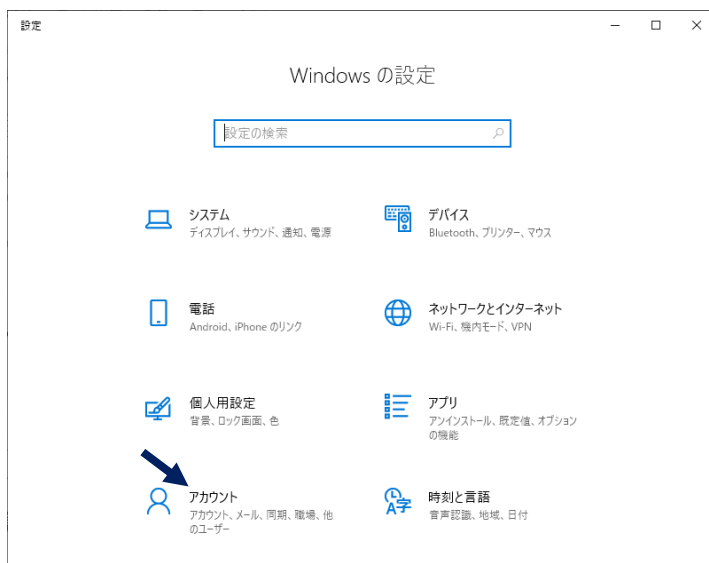 設定
Windows の設定
設定の検索
システム
ディスプレイ、サウンド、通知、電源
デバイス
Bluetooth、プリンター、マウス
電話
Android、iPhone のリンク
ネットワークとインターネット
Wi-Fi、機内モード、VPN
個人用設定
背景、ロック画面、色
アプリ
アンインストール、既定値、オプション
の機能
アカウント
アカウント、メール、同期、職場、他
のユーザー
時刻と言語
音声認識、地域、日付